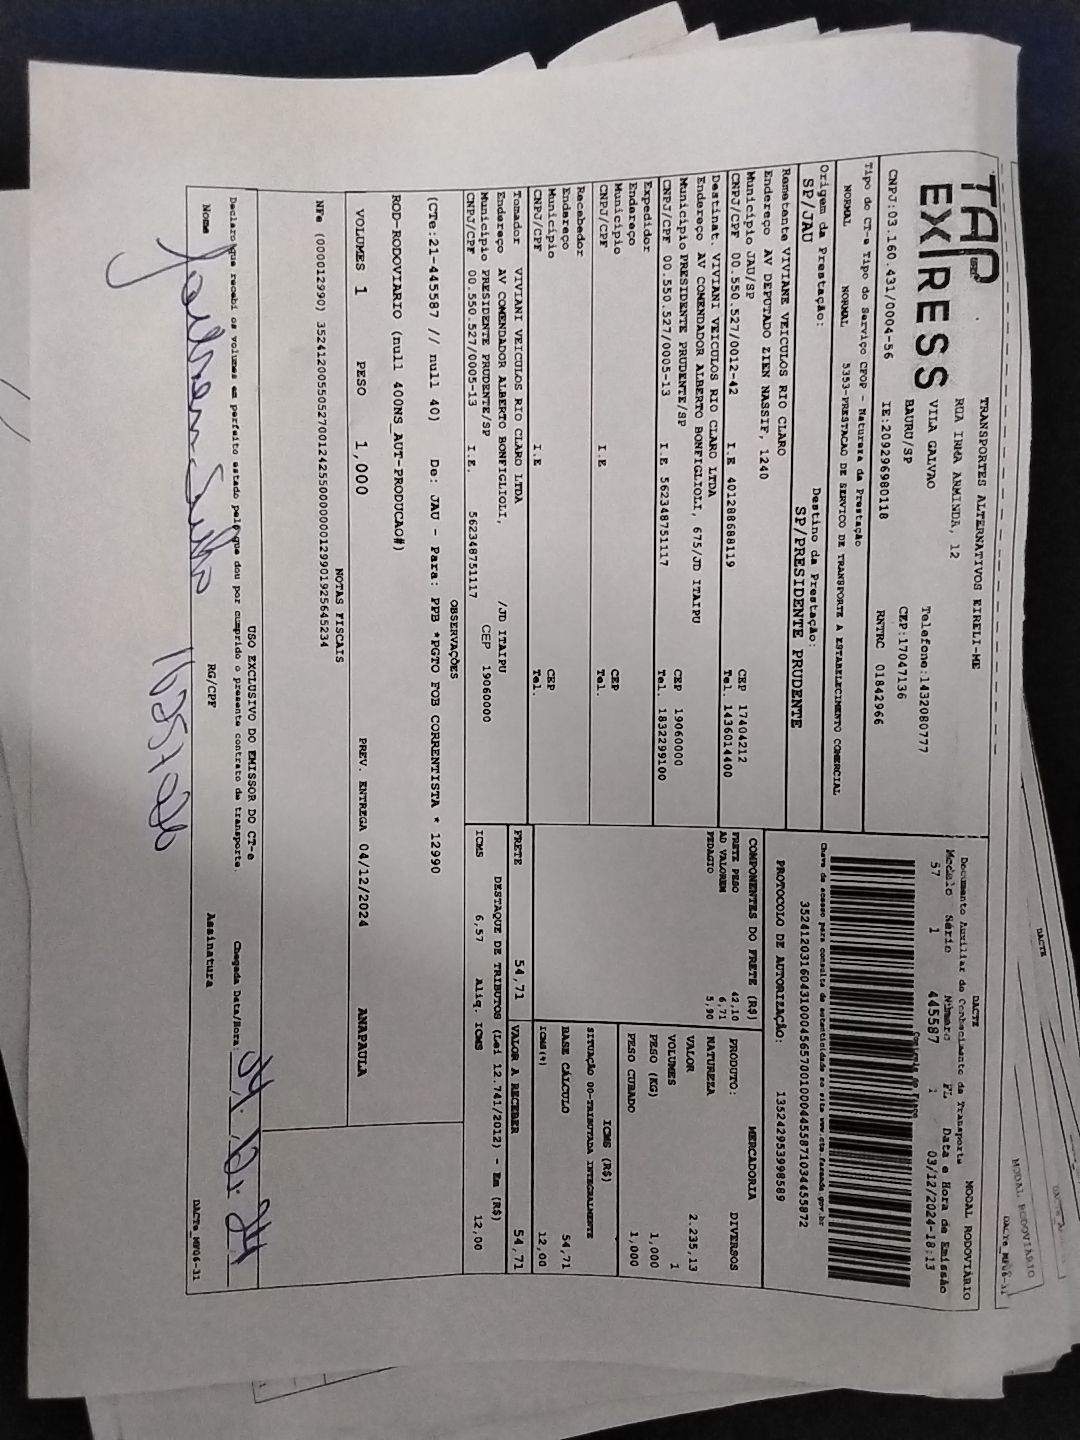 TAP
EXPRESS
TRANSPORTES ALTERNATIVOS EIRELI-ME
RUA IRMA ARMINDA, 12
VILA GALVAO
BAURU/SP
Telefone:1432080777
CEP:17047136
CNPJ:03.160.431/0004-56 IE:209296980118 RNTRC 01842966
DACTE MODAL RODOVIÁRIO
Documento Auxiliar do Conhecimento de Transporte
Modelo Série Número FL Data e Hora de Emissão
57 1 445587 1 03/12/2024-18:13
Controle do Fisco
Chave de acesso para consulta de autenticidade no site www.cte.fazenda.gov.br
35241203160431000456570010004455871034455872
PROTOCOLO DE AUTORIZAÇÃO: 135242953998589
Tipo do CT-e Tipo do Serviço CFOP - Natureza da Prestação
NORMAL NORMAL 5353-PRESTACAO DE SERVICO DE TRANSPORTE A ESTABELECIMENTO COMERCIAL
Origem da Prestação: Destino da Prestação:
SP/JAU SP/PRESIDENTE PRUDENTE
Remetente VIVIANE VEICULOS RIO CLARO
Endereço AV DEPUTADO ZIEN NASSIF, 1240
Município JAU/SP CEP 17404212
CNPJ/CPF 00.550.527/0012-42 I.E 401288688119 Tel. 1436014400
Destinat. VIVIANI VEICULOS RIO CLARO LTDA
Endereço AV COMENDADOR ALBERTO BONFIGLIOLI, 675/JD ITAIPU
Município PRESIDENTE PRUDENTE/SP CEP 19060000
CNPJ/CPF 00.550.527/0005-13 I.E 562348751117 Tel. 1832299100
Expedidor
Endereço
Município CEP
CNPJ/CPF I.E Tel.
Recebedor
Endereço
Município CEP
CNPJ/CPF I.E Tel.
Tomador VIVIANI VEICULOS RIO CLARO LTDA
Endereço AV COMENDADOR ALBERTO BONFIGLIOLI, /JD ITAIPU
Município PRESIDENTE PRUDENTE/SP CEP 19060000
CNPJ/CPF 00.550.527/0005-13 I.E. 562348751117
COMPONENTES DO FRETE (R$)
FRETE PESO 42,10
AD VALOREM 6,71
PEDAGIO 5,90
MERCADORIA
PRODUTO: DIVERSOS
NATUREZA
VALOR 2.235,13
VOLUMES 1
PESO (KG) 1,000
PESO CUBADO 1,000
ICMS (R$)
SITUAÇÃO 00-TRIBUTADA INTEGRALMENTE
BASE CÁLCULO 54,71
ICMS(%) 12,00
FRETE 54,71 VALOR A RECEBER 54,71
DESTAQUE DE TRIBUTOS (Lei 12.741/2012) - Em (R$)
ICMS 6,57 Aliq. ICMS 12,00
OBSERVAÇÕES
(CTe:21-445587 // null 40) De: JAU - Para: PPB *PGTO FOB CORRENTISTA * 12990
ROD-RODOVIARIO (null 400NS_AUT-PRODUCAO#)
VOLUMES 1 PESO 1,000 PREV. ENTREGA 04/12/2024 ANAPAULA
NOTAS FISCAIS
NFe (000012990) 35241200550527001242550000000129901925645234
USO EXCLUSIVO DO EMISSOR DO CT-e
Declaro que recebi os volumes em perfeito estado pelo que dou por cumprido o presente contrato de transporte. Chegada Data/Hora:
Nome RG/CPF Assinatura
DACTe_MP06-31
DACTE
MODAL RODOVIÁRIO
DACTe_MP06-31